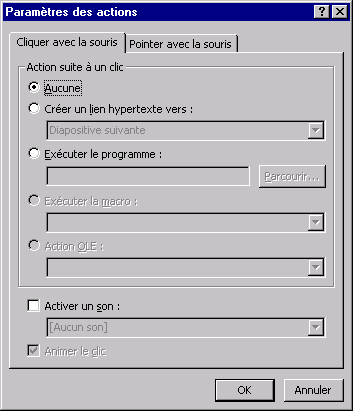 Paramètres des actions
Cliquer avec la souris Pointer avec la souris
Action suite à un clic
Aucune
Créer un lien hypertexte vers :
Diapositive suivante
Exécuter le programme :
Parcourir...
Exécuter la macro :
Action OLE :
Activer un son :
[Aucun son]
Animer le clic
OK Annuler